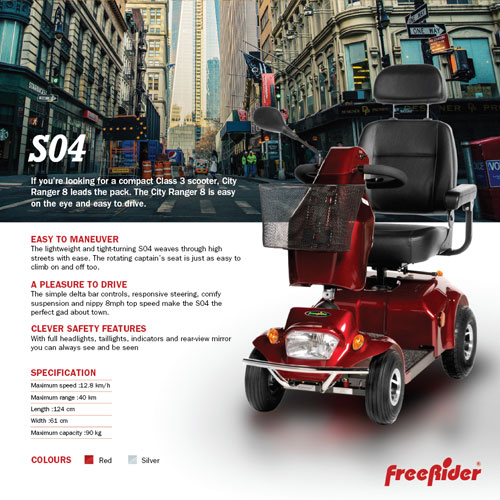 ONE WAY
S04
If you're looking for a compact Class 3 scooter, City
Ranger 8 leads the pack. The City Ranger 8 is easy
on the eye and easy to drive.
EASY TO MANEUVER
The lightweight and tight-turning S04 weaves through high
streets with ease. The rotating captain's seat is just as easy to
climb on and off too.
A PLEASURE TO DRIVE
The simple delta bar controls, responsive steering, comfy
suspension and nippy 8mph top speed make the S04 the
perfect gad about town.
CLEVER SAFETY FEATURES
With full headlights, taillights, indicators and rear-view mirror
you can always see and be seen
SPECIFICATION
Maximum speed :12.8 km/h
Maximum range :40 km
Length :124 cm
Width :61 cm
Maximum capacity :90 kg
COLOURS Red Silver
FreeRider®